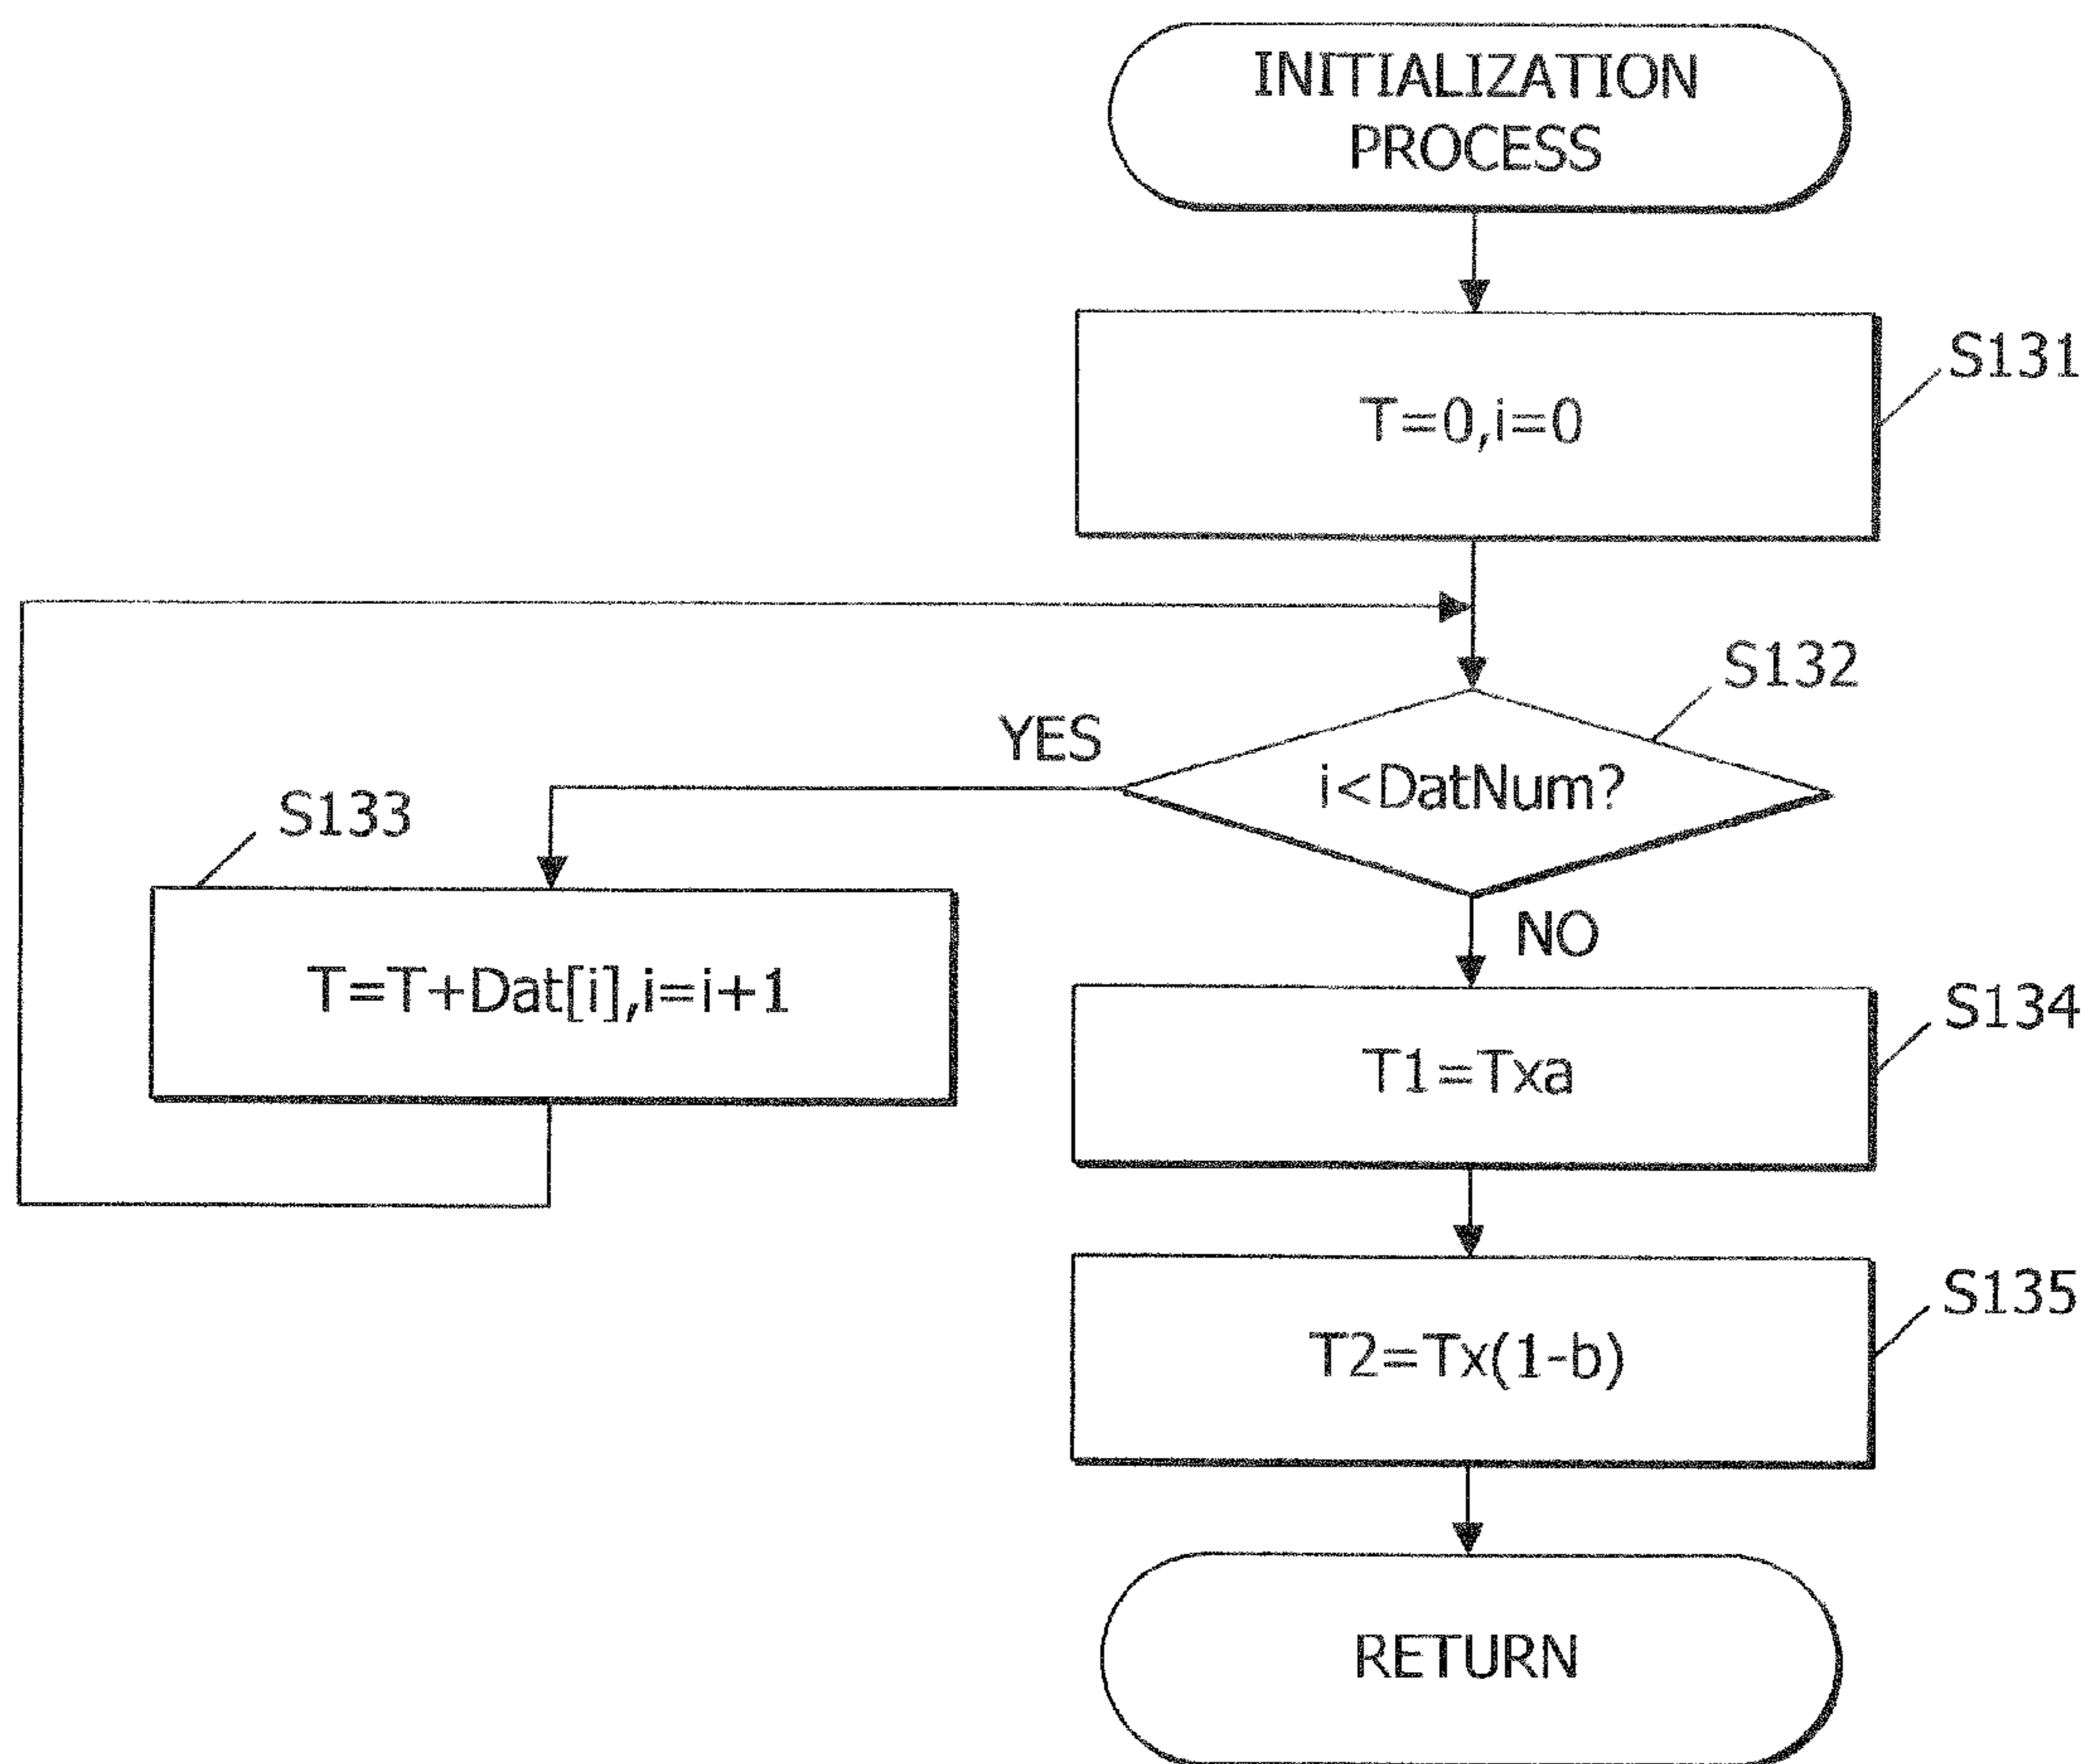 INITIALIZATION
PROCESS
S131
T=0,i=0
S132
YES
i<DatNum?
S133
NO
T=T+Dat[i],i=i+1
S134
T1=Txa
S135
T2=Tx(1-b)
RETURN